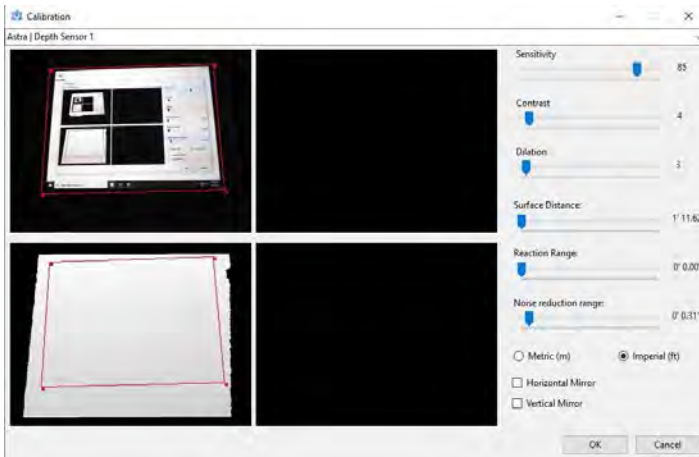 Calibration
Astra | Depth Sensor 1
Sensitivity
85
Contrast
4
Dilation
3
Surface Distance:
1' 11.62
Reaction Range:
0' 0.00
Noise reduction range:
0' 0.31"
Metric (m)
Imperial (ft)
Horizontal Mirror
Vertical Mirror
OK
Cancel